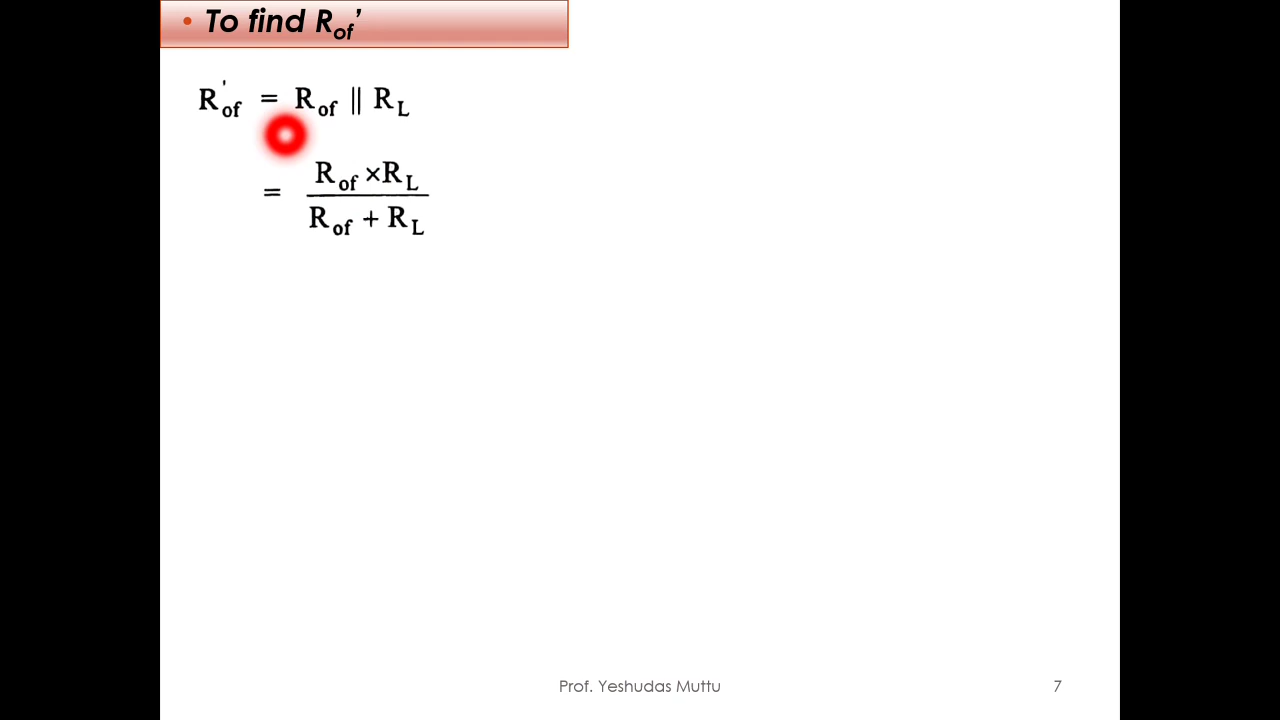 • To find Rof’
R'of = Rof || RL
= Rof ×RL
Rof + RL
Prof. Yeshudas Muttu
7